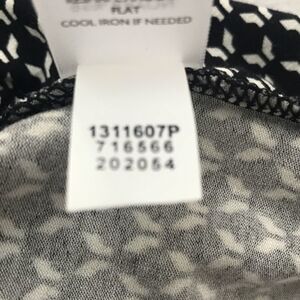 FLAT
COOL IRON IF NEEDED
1311607P
716566
202054